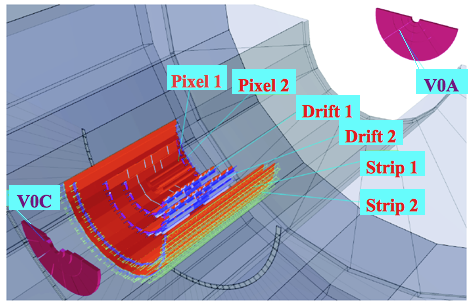 V0A
Pixel 1
Pixel 2
Drift 1
Drift 2
Strip 1
V0C
Strip 2